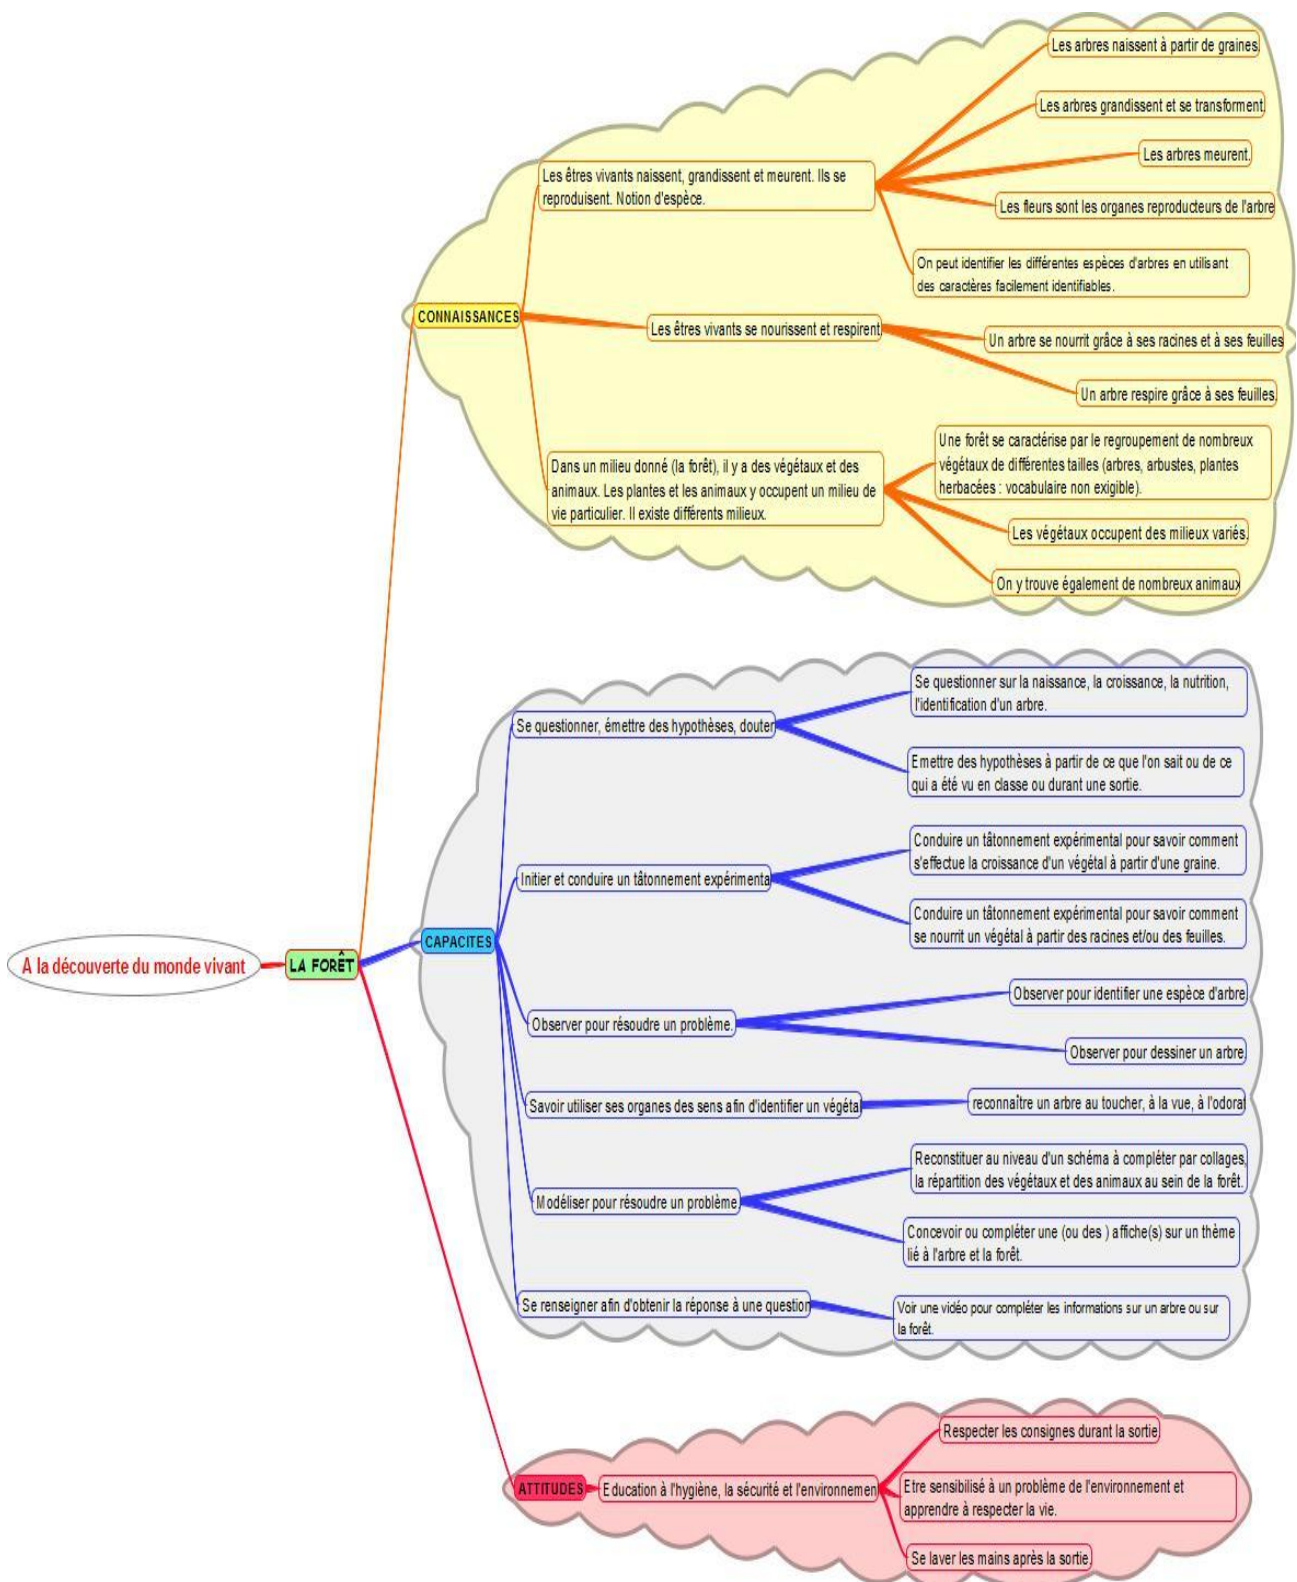 Les arbres naissent à partir de graines.
Les arbres grandissent et se transforment.
Les arbres meurent.
Les êtres vivants naissent, grandissent et meurent. Ils se
reproduisent. Notion d'espèce.
Les fleurs sont les organes reproducteurs de l'arbre
On peut identifier les différentes espèces d'arbres en utilisant
des caractères facilement identifiables.
CONNAISSANCES
Les êtres vivants se nourissent et respirent
Un arbre se nourrit grâce à ses racines et à ses feuilles
Un arbre respire grâce à ses feuilles.
Dans un milieu donné (la forêt), il y a des végétaux et des
animaux. Les plantes et les animaux y occupent un milieu de
vie particulier. Il existe différents milieux.
Une forêt se caractérise par le regroupement de nombreux
végétaux de différentes tailles (arbres, arbustes, plantes
herbacées : vocabulaire non exigible).
Les végétaux occupent des milieux variés.
On y trouve également de nombreux animaux
Se questionner, émettre des hypothèses, douter
Se questionner sur la naissance, la croissance, la nutrition,
l'identification d'un arbre.
Emettre des hypothèses à partir de ce que l'on sait ou de ce
qui a été vu en classe ou durant une sortie.
Initier et conduire un tâtonnement expérimenta
Conduire un tâtonnement expérimental pour savoir comment
s'effectue la croissance d'un végétal à partir d'une graine.
Conduire un tâtonnement expérimental pour savoir comment
se nourrit un végétal à partir des racines et/ou des feuilles.
A la découverte du monde vivant
LA FORÊT
CAPACITES
Observer pour résoudre un problème.
Observer pour identifier une espèce d'arbre.
Observer pour dessiner un arbre.
Savoir utiliser ses organes des sens afin d'identifier un végéta
reconnaître un arbre au toucher, à la vue, à l'odorat
Modéliser pour résoudre un problème
Reconstituer au niveau d'un schéma à compléter par collages,
la répartition des végétaux et des animaux au sein de la forêt.
Concevoir ou compléter une (ou des ) affiche(s) sur un thème
lié à l'arbre et la forêt.
Se renseigner afin d'obtenir la réponse à une question
Voir une vidéo pour compléter les informations sur un arbre ou sur
la forêt.
ATTITUDES
Education à l'hygiène, la sécurité et l'environnemen
Respecter les consignes durant la sortie
Etre sensibilisé à un problème de l'environnement et
apprendre à respecter la vie.
Se laver les mains après la sortie.